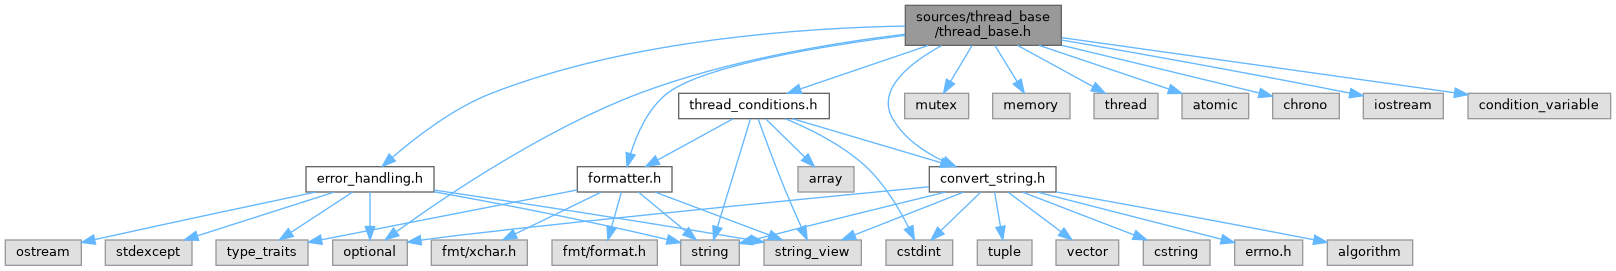 sources/thread_base
/thread_base.h
thread_conditions.h
mutex
memory
thread
atomic
chrono
iostream
condition_variable
error_handling.h
formatter.h
array
convert_string.h
ostream
stdexcept
type_traits
optional
fmt/xchar.h
fmt/format.h
string
string_view
cstdint
tuple
vector
cstring
errno.h
algorithm